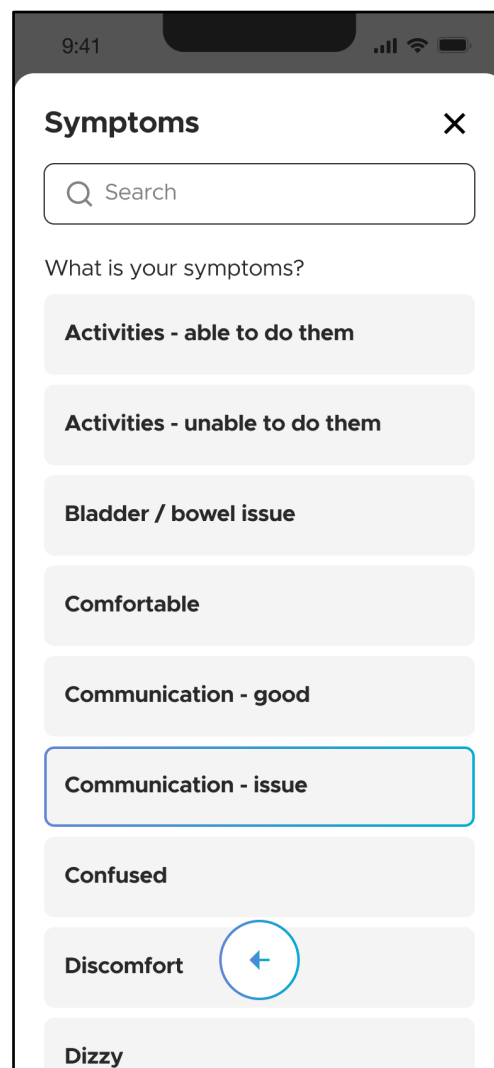 9:41
Symptoms
Search
What is your symptoms?
Activities - able to do them
Activities - unable to do them
Bladder / bowel issue
Comfortable
Communication - good
Communication - issue
Confused
Discomfort
Dizzy